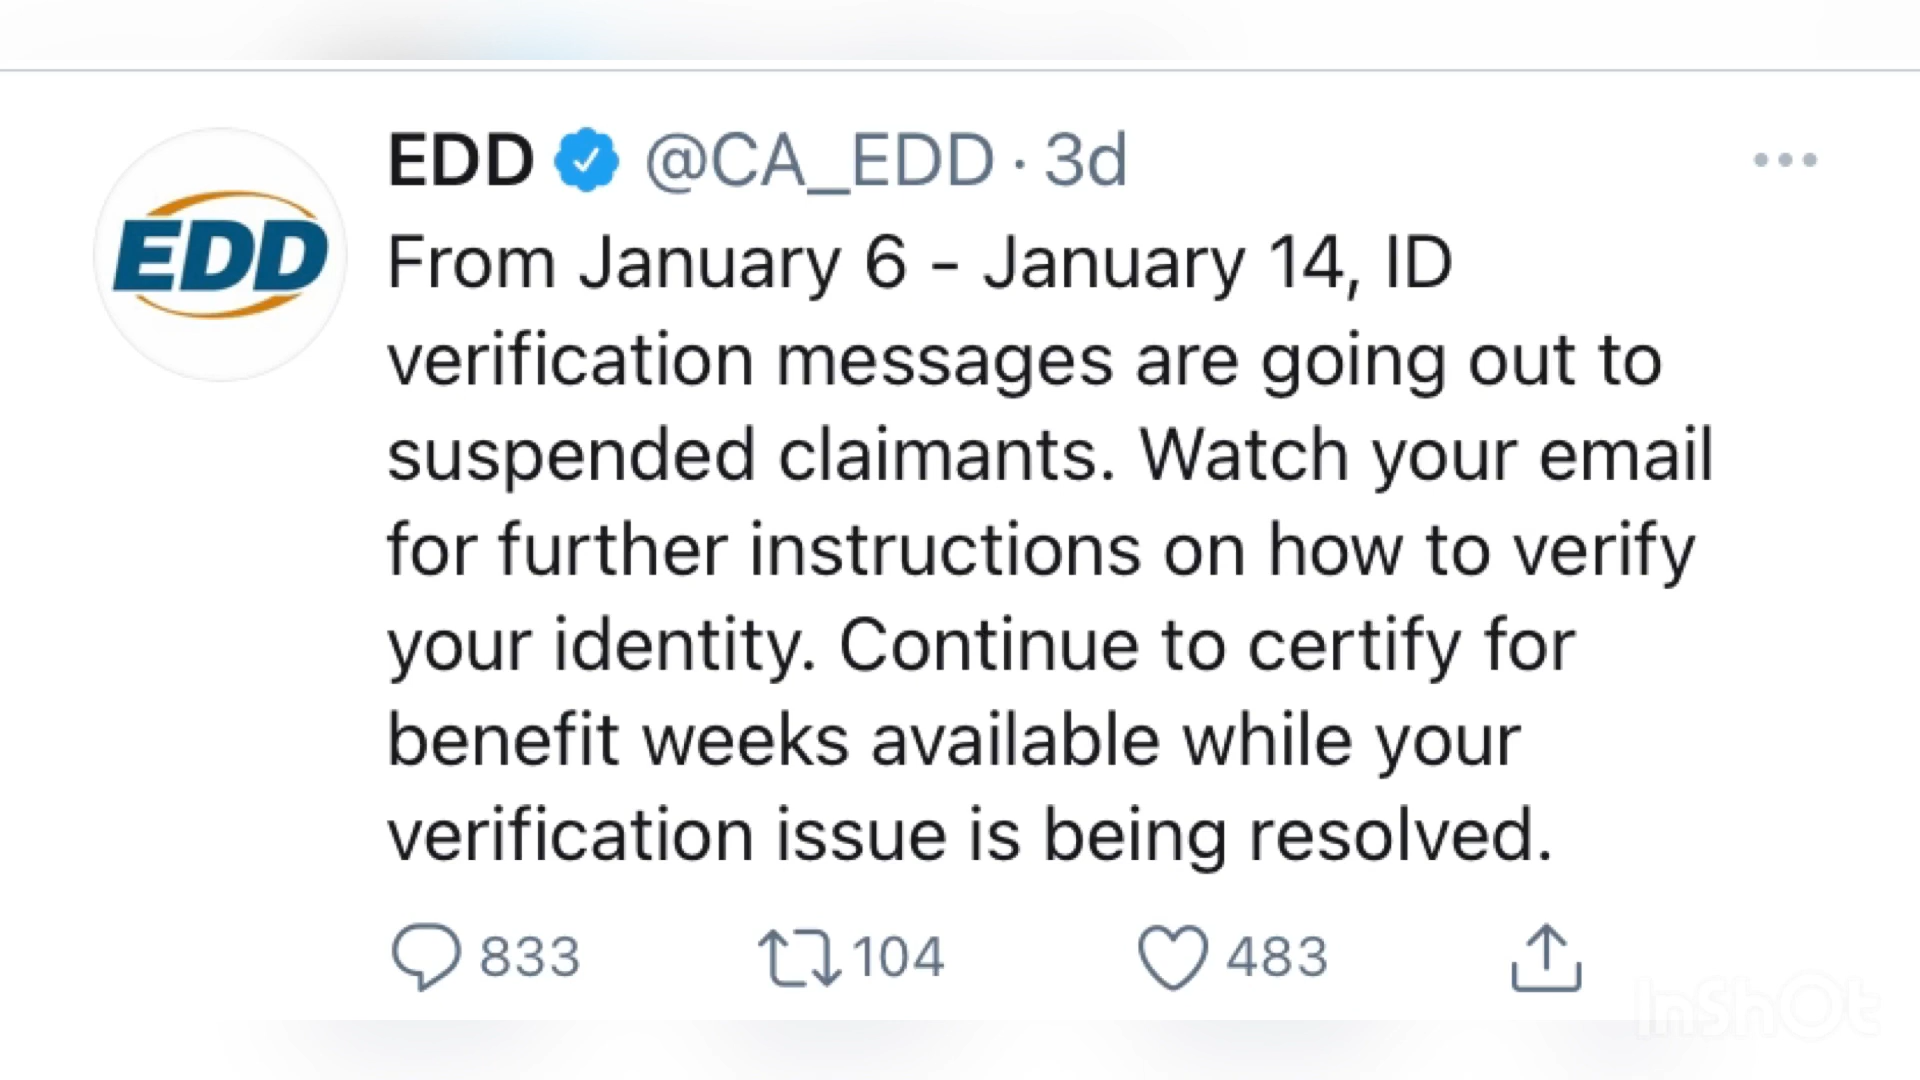 EDD @CA_EDD · 3d
EDD
From January 6 - January 14, ID
verification messages are going out to
suspended claimants. Watch your email
for further instructions on how to verify
your identity. Continue to certify for
benefit weeks available while your
verification issue is being resolved.
833 104 483
InShOt